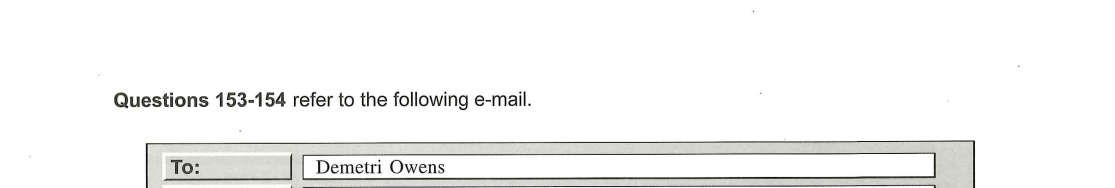 Questions 153-154 refer to the following e-mail.
To: Demetri Owens